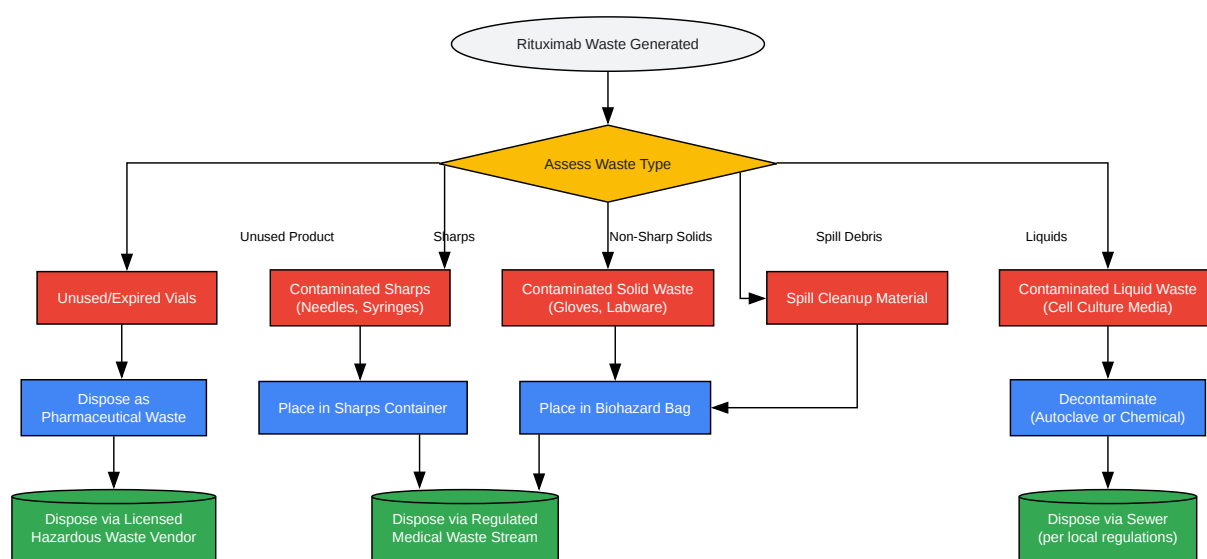 Rituximab Waste Generated
Assess Waste Type
Unused Product
Sharps
Non-Sharp Solids
Spill Debris
Liquids
Unused/Expired Vials
Contaminated Sharps
(Needles, Syringes)
Contaminated Solid Waste
(Gloves, Labware)
Spill Cleanup Material
Contaminated Liquid Waste
(Cell Culture Media)
Dispose as
Pharmaceutical Waste
Place in Sharps Container
Place in Biohazard Bag
Decontaminate
(Autoclave or Chemical)
Dispose via Licensed
Hazardous Waste Vendor
Dispose via Regulated
Medical Waste Stream
Dispose via Sewer
(per local regulations)